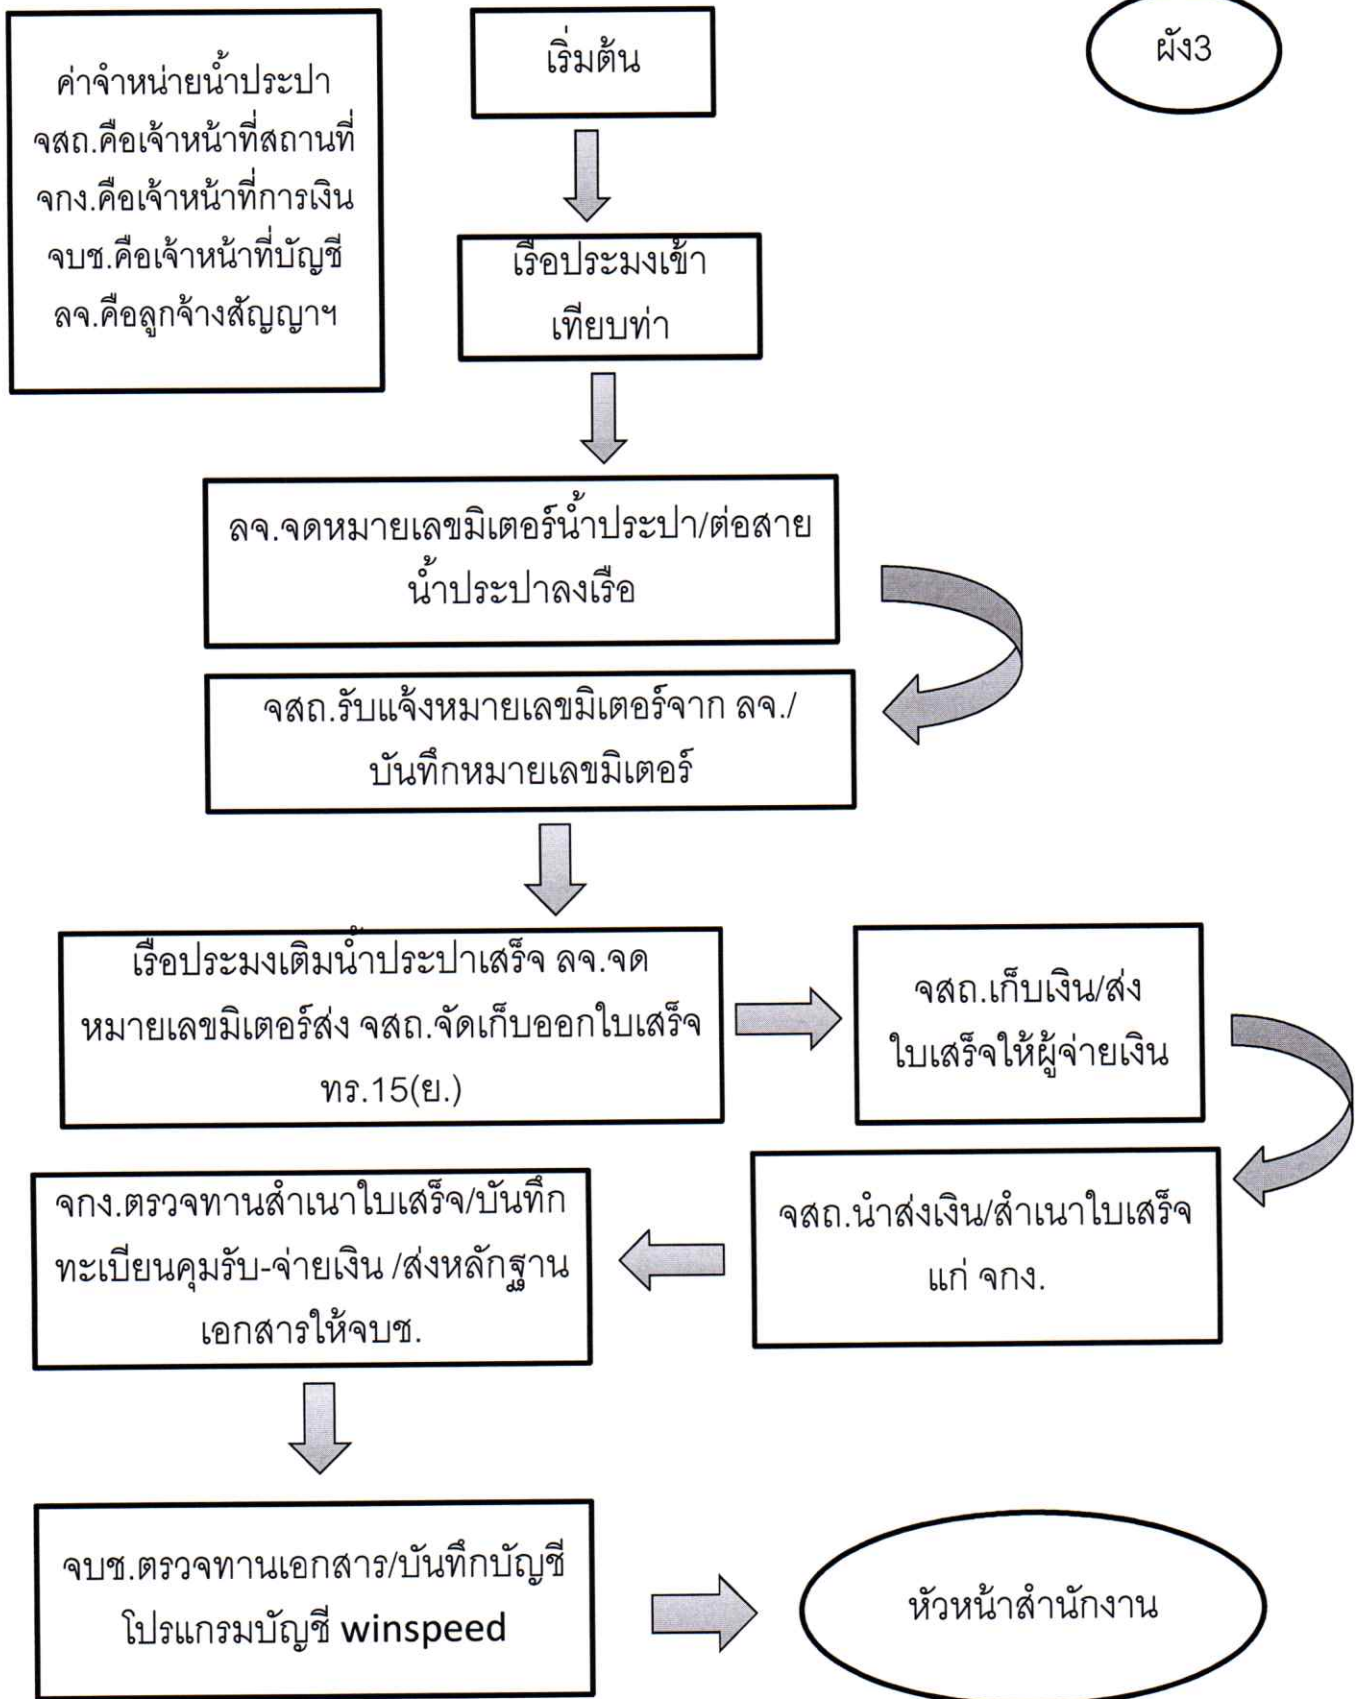 ค่าจำหน่ายน้ำประปา
จสถ.คือเจ้าหน้าที่สถานที่
จกง.คือเจ้าหน้าที่การเงิน
จบช.คือเจ้าหน้าที่บัญชี
ลจ.คือลูกจ้างสัญญาฯ
เริ่มต้น
ผัง3
เรือประมงเข้า
เทียบท่า
ลจ.จดหมายเลขมิเตอร์น้ำประปา/ต่อสาย
น้ำประปาลงเรือ
จสถ.รับแจ้งหมายเลขมิเตอร์จาก ลจ./
บันทึกหมายเลขมิเตอร์
เรือประมงเติมน้ำประปาเสร็จ ลจ.จด
หมายเลขมิเตอร์ส่ง จสถ.จัดเก็บออกใบเสร็จ
ทร.15(ย.)
จสถ.เก็บเงิน/ส่ง
ใบเสร็จให้ผู้จ่ายเงิน
จสถ.นำส่งเงิน/สำเนาใบเสร็จ
แก่ จกง.
จกง.ตรวจทานสำเนาใบเสร็จ/บันทึก
ทะเบียนคุมรับ-จ่ายเงิน /ส่งหลักฐาน
เอกสารให้จบช.
จบช.ตรวจทานเอกสาร/บันทึกบัญชี
โปรแกรมบัญชี winspeed
หัวหน้าสำนักงาน